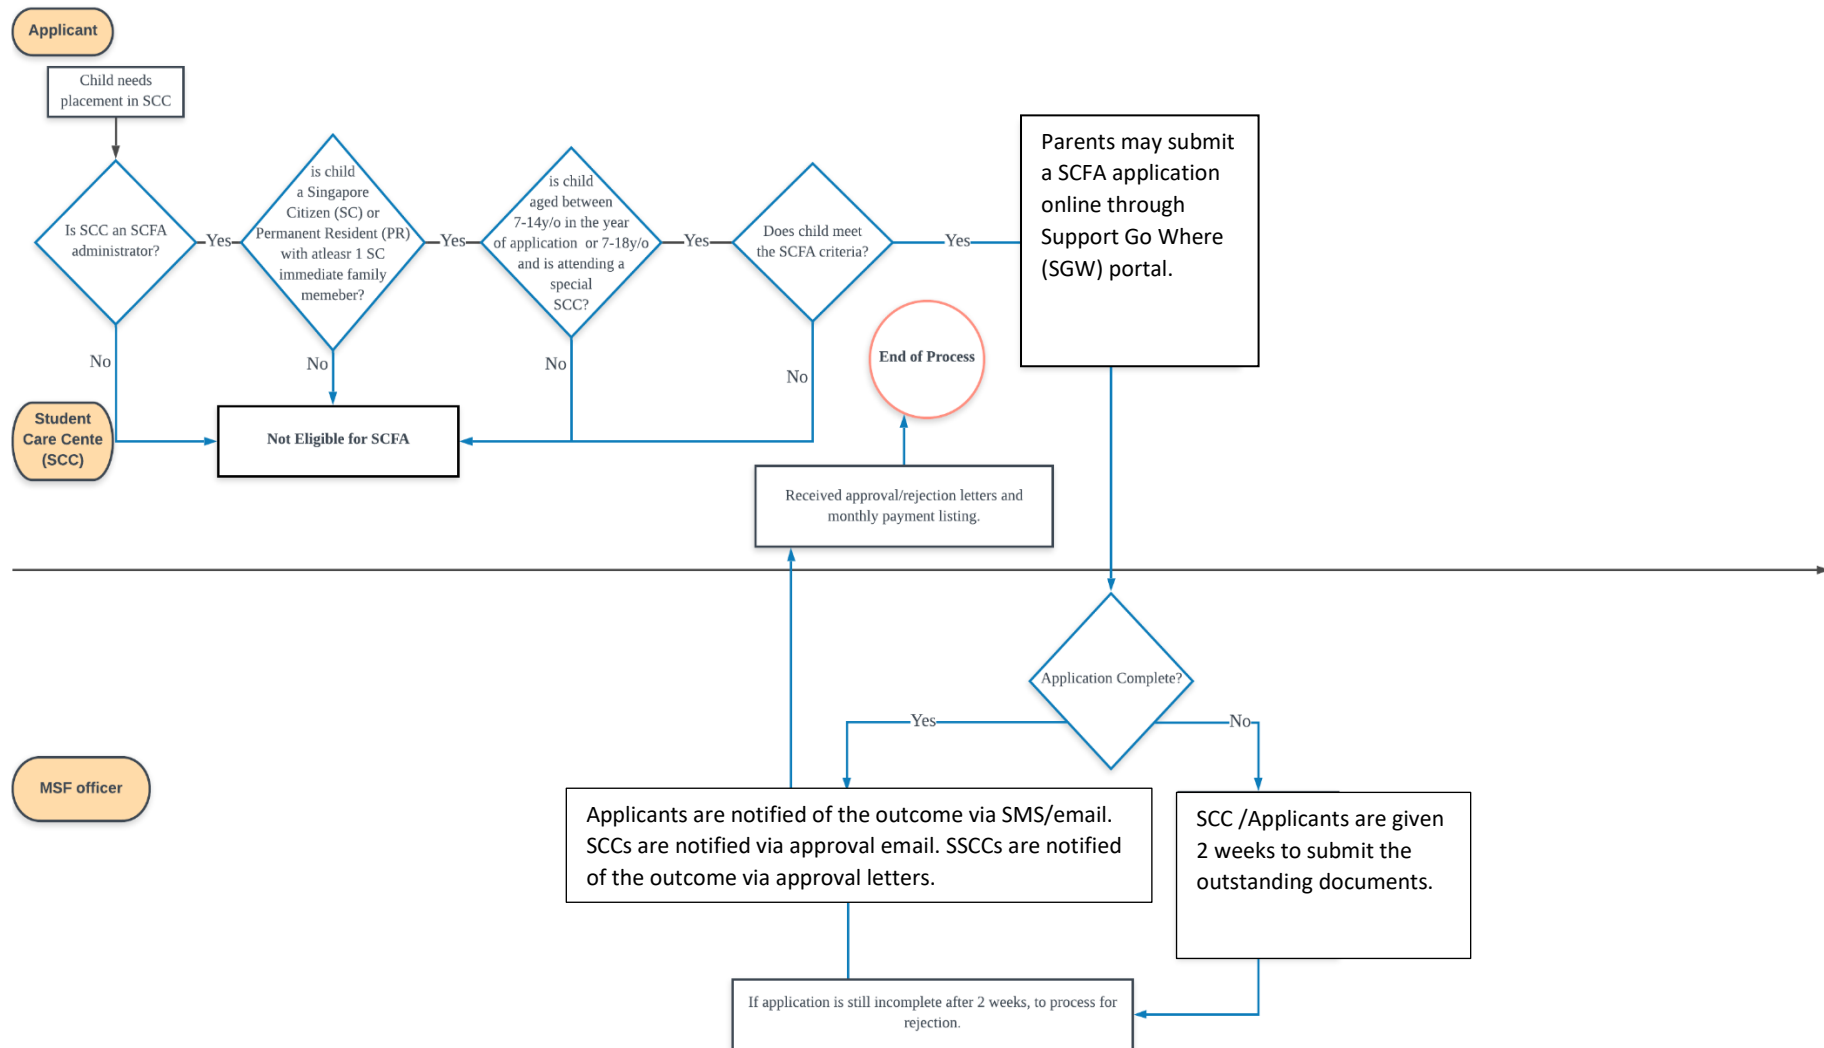 Applicant
Child needs
placement in SCC
Is SCC an SCFA
administrator?
Yes
is child
a Singapore
Citizen (SC) or
Permanent Resident (PR)
with atleasr 1 SC
immediate family
memeber?
Yes
is child
aged between
7-14y/o in the year
of application or 7-18y/o
and is attending a
special
SCC?
Yes
Does child meet
the SCFA criteria?
Yes
Parents may submit
a SCFA application
online through
Support Go Where
(SGW) portal.
No
No
No
No
End of Process
Student
Care Cente
(SCC)
Not Eligible for SCFA
Received approval/rejection letters and
monthly payment listing.
Application Complete?
Yes
No
MSF officer
Applicants are notified of the outcome via SMS/email.
SCCs are notified via approval email. SSCCs are notified
of the outcome via approval letters.
SCC /Applicants are given
2 weeks to submit the
outstanding documents.
If application is still incomplete after 2 weeks, to process for
rejection.